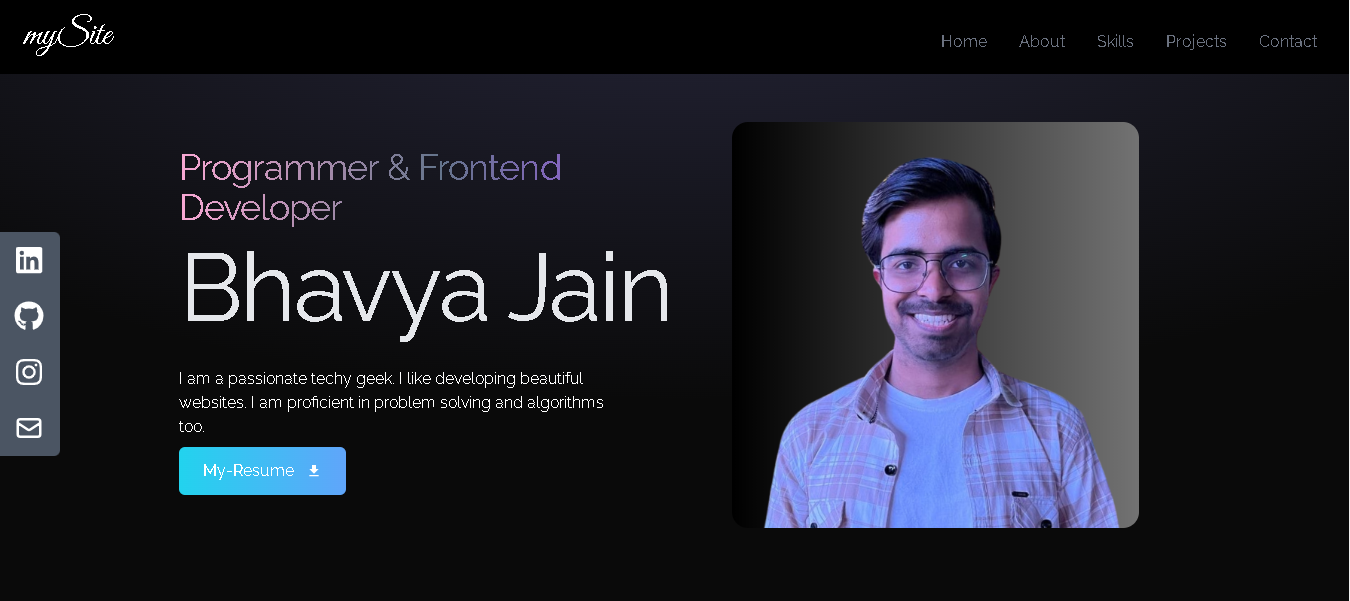 mySite
Home About Skills Projects Contact
Programmer & Frontend
Developer
Bhavya Jain
I am a passionate techy geek. I like developing beautiful
websites. I am proficient in problem solving and algorithms
too.
My-Resume
in